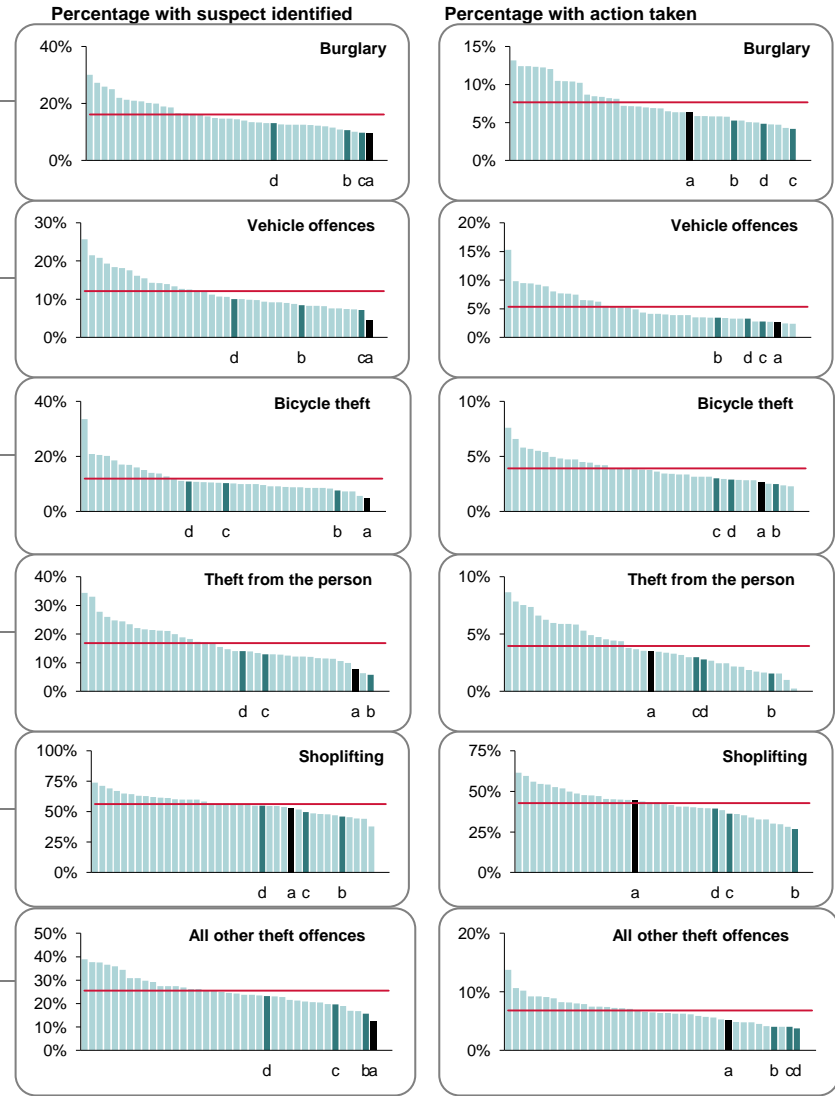 Percentage with suspect identified
Percentage with action taken
Burglary
40%
20%
0%
d b ca
Burglary
15%
10%
5%
0%
a b d c
Vehicle offences
30%
20%
10%
0%
d b ca
Vehicle offences
20%
15%
10%
5%
0%
b d c a
Bicycle theft
40%
20%
0%
d c b a
Bicycle theft
10%
5%
0%
c d a b
Theft from the person
40%
30%
20%
10%
0%
d c a b
Theft from the person
10%
5%
0%
a cd b
Shoplifting
100%
75%
50%
25%
0%
d a c b
Shoplifting
75%
50%
25%
0%
a d c b
All other theft offences
50%
40%
30%
20%
10%
0%
d c ba
All other theft offences
20%
10%
0%
a b cd